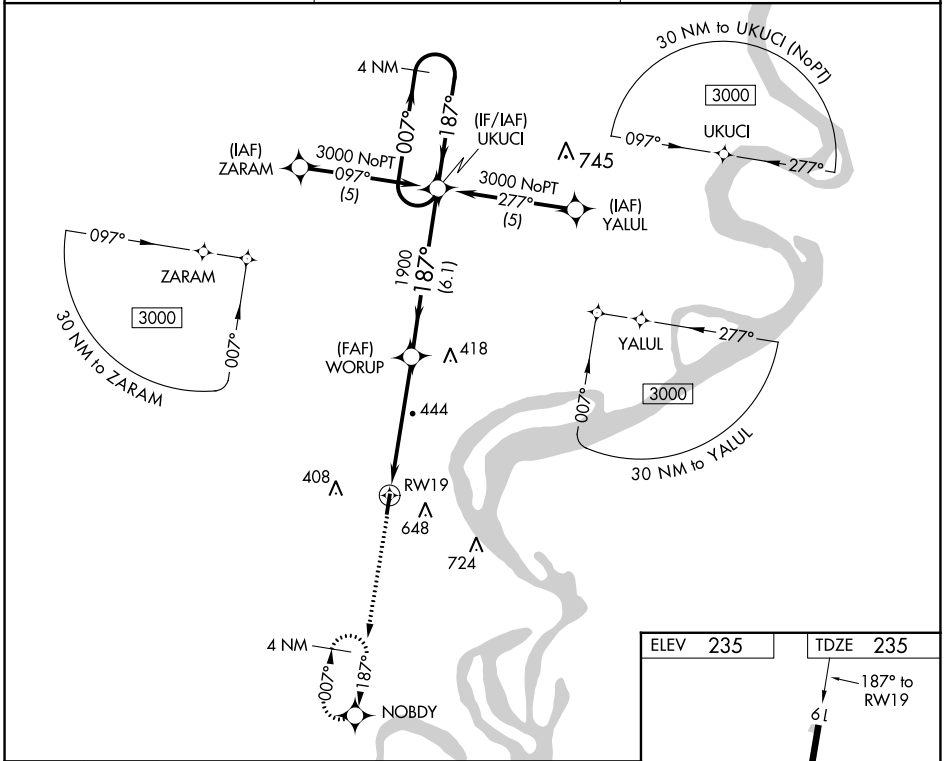 30 NM to UKUCI (NoPT)
3000
UKUCI
097°
277°
4 NM
007°
187°
(IF/IAF)
UKUCI
745
(IAF)
ZARAM
3000 NoPT
097°
(5)
3000 NoPT
277°
(5)
(IAF)
YALUL
097°
ZARAM
3000
007°
30 NM to ZARAM
1900
187°
(6.1)
YALUL
277°
3000
007°
30 NM to YALUL
(FAF)
WORUP
418
444
408
RW19
648
724
4 NM
007°
187°
NOBDY
ELEV 235
TDZE 235
187° to
RW19
19